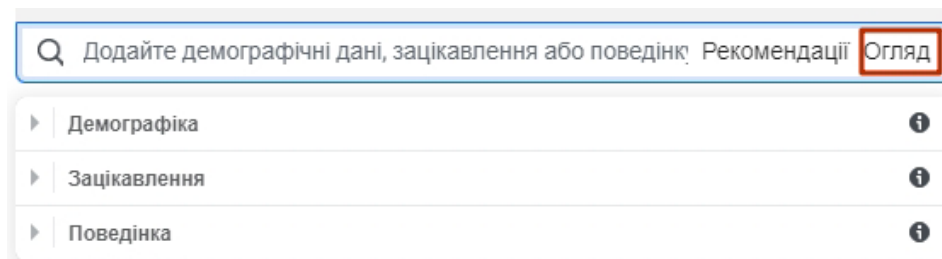 Додайте демографічні дані, зацікавлення або поведінк Рекомендації Огляд
Демографіка
Зацікавлення
Поведінка